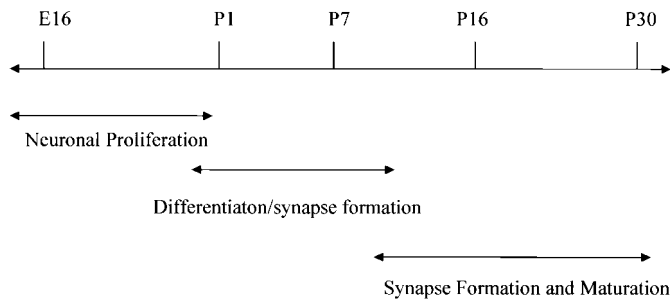 E16 P1 P7 P16 P30
Neuronal Proliferation
Differentiaton/synapse formation
Synapse Formation and Maturation